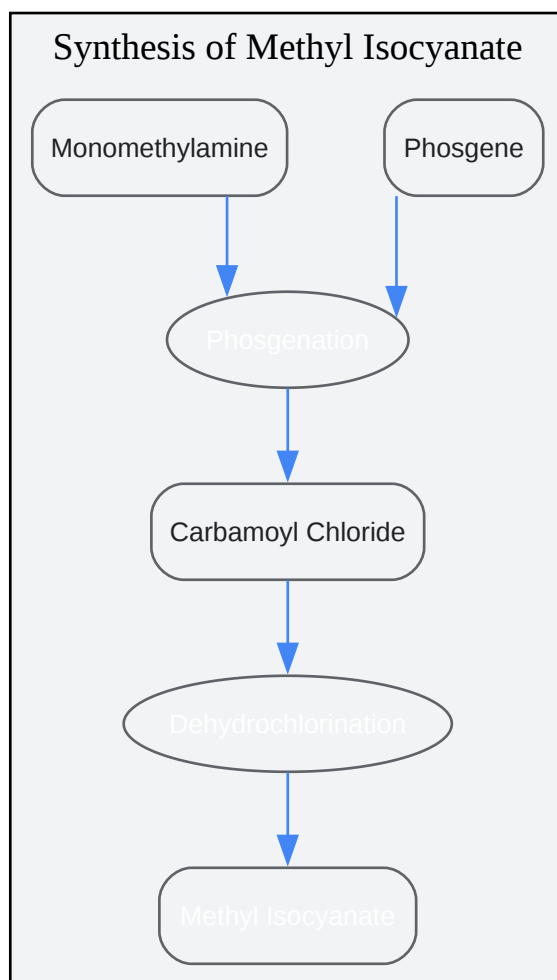 Synthesis of Methyl Isocyanate
Monomethylamine
Phosgene
Phosgenation
Carbamoyl Chloride
Dehydrochlorination
Methyl Isocyanate